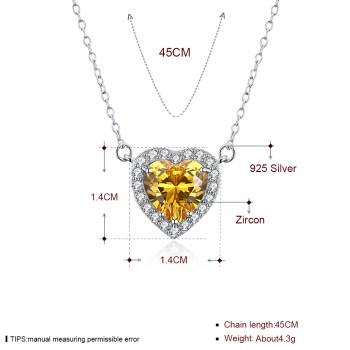 45CM
925 Silver
1.4CM
Zircon
1.4CM
Chain length:45CM
Weight: About4.3g
TIPS:manual measuring permissible error